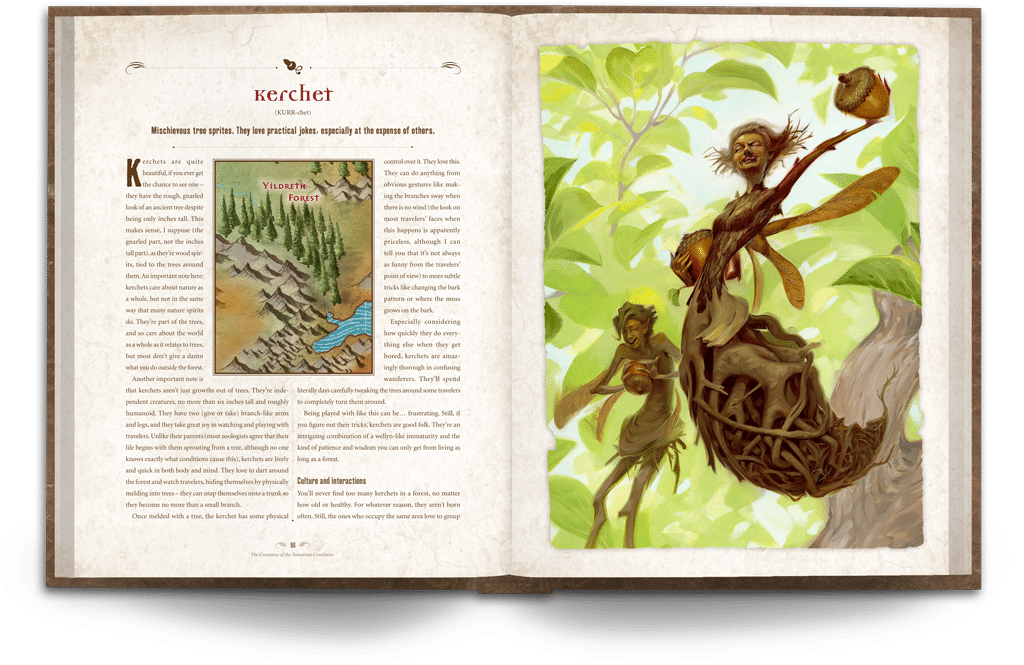 Kerchet
(KURR-chet)
Mischievous tree sprites. They love practical jokes, especially at the expense of others.
Kerchets are quite
beautiful, if you ever get
the chance to see one –
they have the rough, gnarled
look of an ancient tree despite
being only inches tall. This
makes sense, I suppose (the
gnarled part, not the inches
tall part), as they're wood spir-
its, tied to the trees around
them. An important note here:
kerchets care about nature as
a whole, but not in the same
way that many nature spirits
do. They're part of the trees,
and so care about the world
as a whole as it relates to trees,
but most don't give a damn
what you do outside the forest.
Another important note is
that kerchets aren't just growths out of trees. They're inde-
pendent creatures, no more than six inches tall and roughly
humanoid. They have two (give or take) branch-like arms
and legs, and they take great joy in watching and playing with
travelers. Unlike their parents (most zoologists agree that their
life begins with them sprouting from a tree, although no one
knows exactly what conditions cause this), kerchets are lively
and quick in both body and mind. They love to dart around
the forest and watch travelers, hiding themselves by physically
melding into trees – they can snap themselves onto a trunk so
they become no more than a small branch.
Once melded with a tree, the kerchet has some physical
Yildreth
Forest
control over it. They love this.
They can do anything from
obvious gestures like mak-
ing the branches sway when
there is no wind (the look on
most travelers' faces when
this happens is apparently
priceless, although I can
tell you that it's not always
as funny from the travelers'
point of view) to more subtle
tricks like changing the bark
pattern or where the moss
grows on the bark.
Especially considering
how quickly they do every-
thing else when they get
bored, kerchets are amaz-
ingly thorough in confusing
wanderers. They'll spend
literally days carefully tweaking the trees around some travelers
to completely turn them around.
Being played with like this can be… frustrating. Still, if
you figure out their tricks, kerchets are good folk. They're an
intriguing combination of a wellyn-like immaturity and the
kind of patience and wisdom you can only get from living as
long as a forest.
Culture and interactions
You'll never find too many kerchets in a forest, no matter
how old or healthy. For whatever reason, they aren't born
often. Still, the ones who occupy the same area love to group
The Creatures of the Tomarran Continent